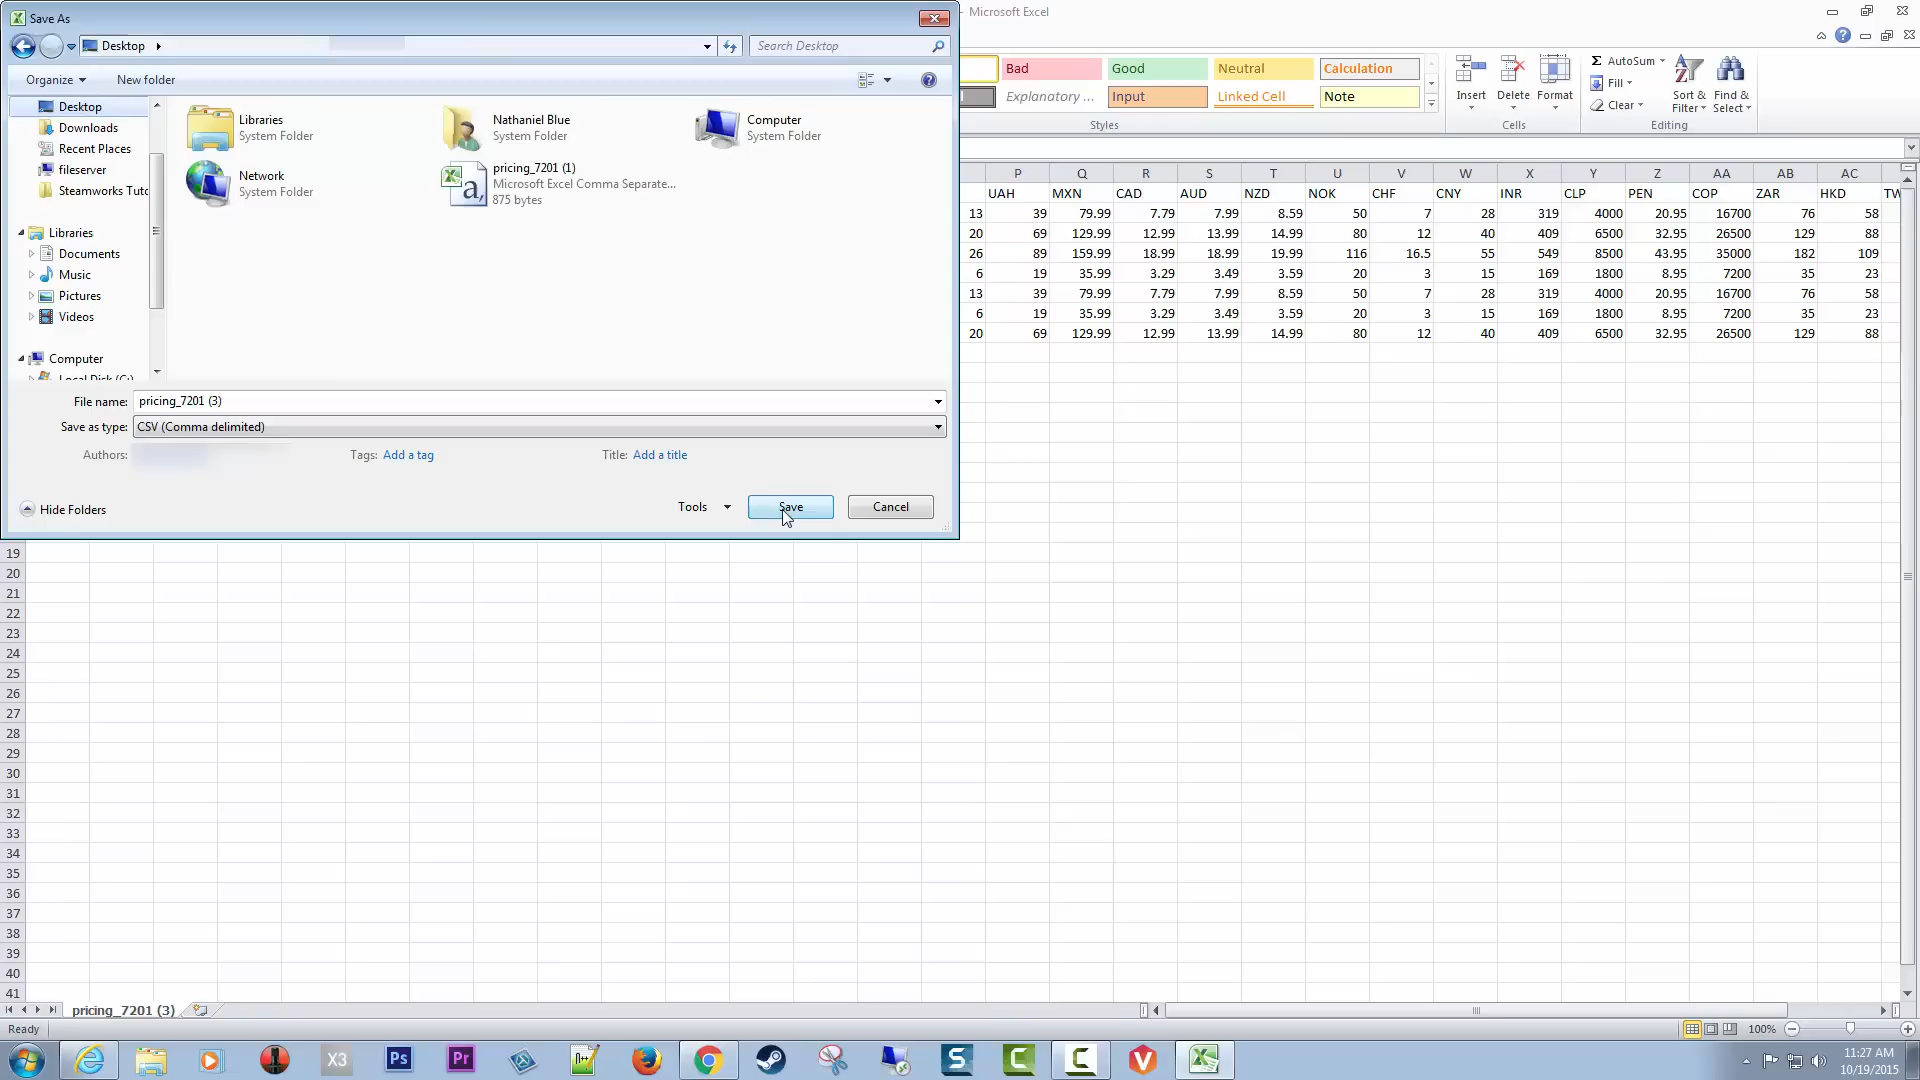 Save As
- Microsoft Excel
Desktop
Search Desktop
Organize
New folder
Desktop
Downloads
Recent Places
fileserver
Steamworks Tuto
Libraries
Documents
Music
Pictures
Videos
Computer
Local Disk (C:)
Libraries
System Folder
Nathaniel Blue
System Folder
Computer
System Folder
Network
System Folder
pricing_7201 (1)
Microsoft Excel Comma Separate...
875 bytes
File name: pricing_7201 (3)
Save as type: CSV (Comma delimited)
Authors:
Tags: Add a tag
Title: Add a title
Hide Folders
Tools
Save
Cancel
Bad Good Neutral Calculation
Explanatory ... Input Linked Cell Note
Styles
Insert Delete Format
Cells
Σ AutoSum
Fill
Clear
Sort & Filter
Find & Select
Editing
P Q R S T U V W X Y Z AA AB AC
UAH MXN CAD AUD NZD NOK CHF CNY INR CLP PEN COP ZAR HKD TW
13 39 79.99 7.79 7.99 8.59 50 7 28 319 4000 20.95 16700 76 58
20 69 129.99 12.99 13.99 14.99 80 12 40 409 6500 32.95 26500 129 88
26 89 159.99 18.99 18.99 19.99 116 16.5 55 549 8500 43.95 35000 182 109
6 19 35.99 3.29 3.49 3.59 20 3 15 169 1800 8.95 7200 35 23
13 39 79.99 7.79 7.99 8.59 50 7 28 319 4000 20.95 16700 76 58
6 19 35.99 3.29 3.49 3.59 20 3 15 169 1800 8.95 7200 35 23
20 69 129.99 12.99 13.99 14.99 80 12 40 409 6500 32.95 26500 129 88
19
20
21
22
23
24
25
26
27
28
29
30
31
32
33
34
35
36
37
38
39
40
41
pricing_7201 (3)
Ready
100%
X3
Ps
Pr
11:27 AM
10/19/2015